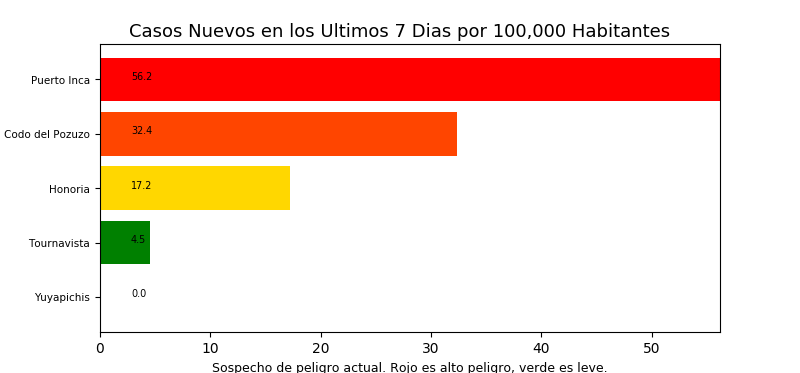 Casos Nuevos en los Ultimos 7 Dias por 100,000 Habitantes
Puerto Inca 56.2
Codo del Pozuzo 32.4
Honoria 17.2
Tournavista 4.5
Yuyapichis 0.0
0 10 20 30 40 50
Sospecho de peligro actual. Rojo es alto peligro, verde es leve.